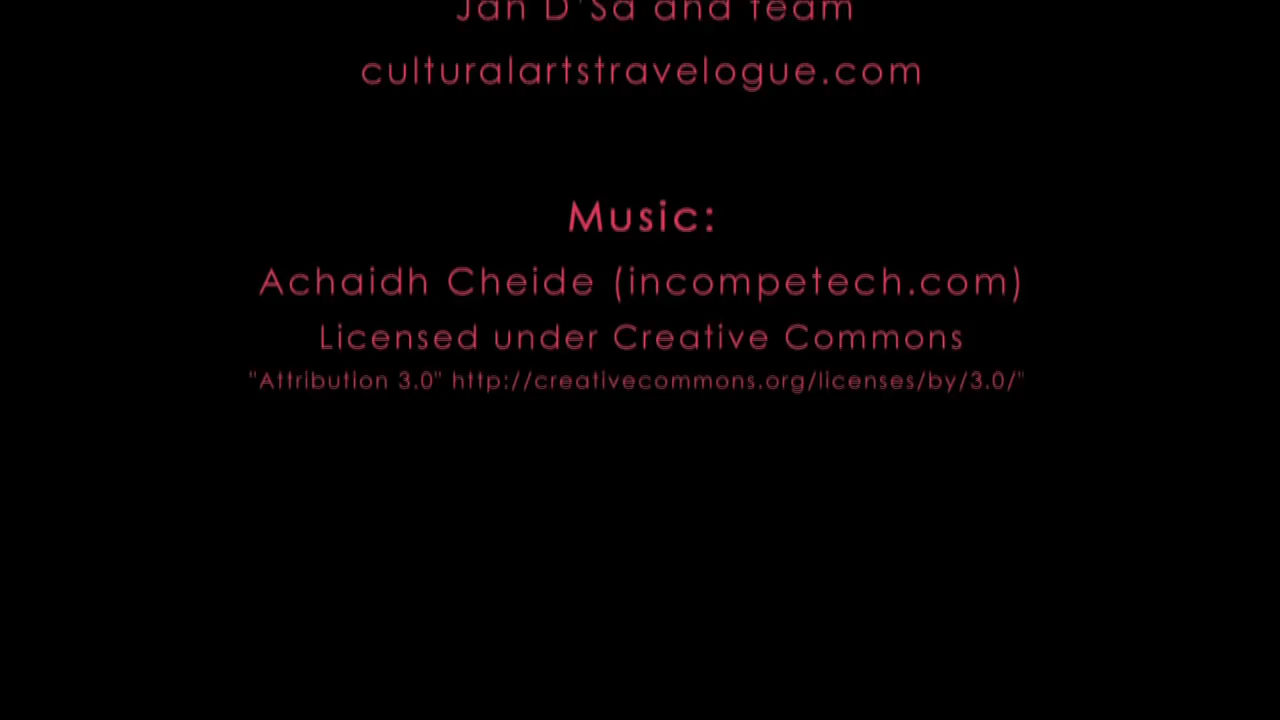 Jan D'Sa and team
culturalartstravelogue.com
Music:
Achaidh Cheide (incompetech.com)
Licensed under Creative Commons
"Attribution 3.0" http://creativecommons.org/licenses/by/3.0/"